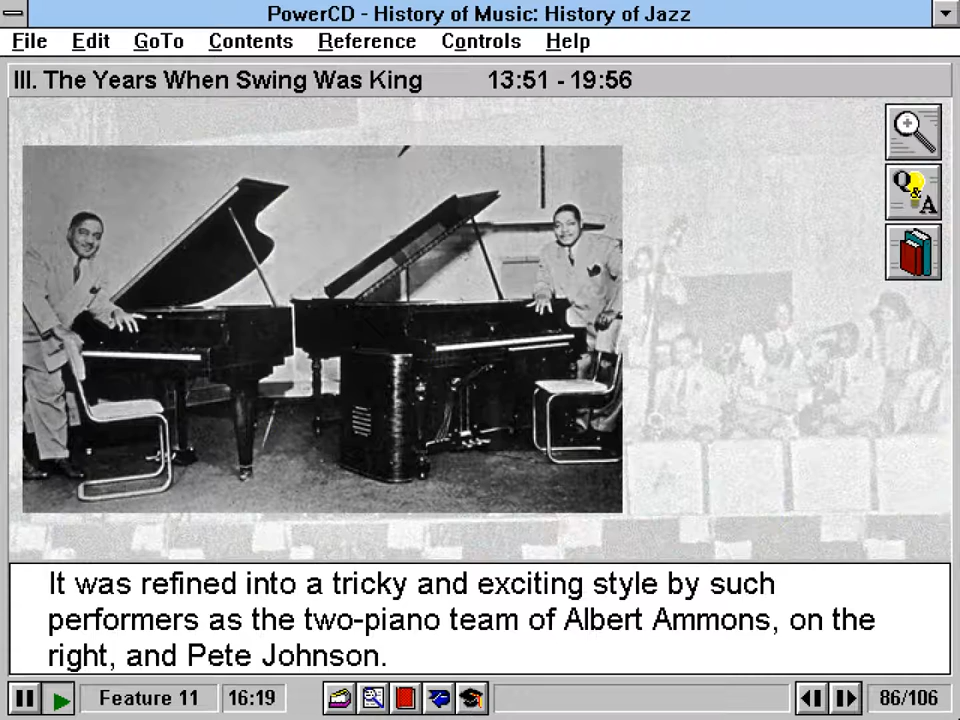 PowerCD - History of Music: History of Jazz
File Edit GoTo Contents Reference Controls Help
III. The Years When Swing Was King 13:51 - 19:56
Q & A
It was refined into a tricky and exciting style by such
performers as the two-piano team of Albert Ammons, on the
right, and Pete Johnson.
Feature 11 16:19 86/106